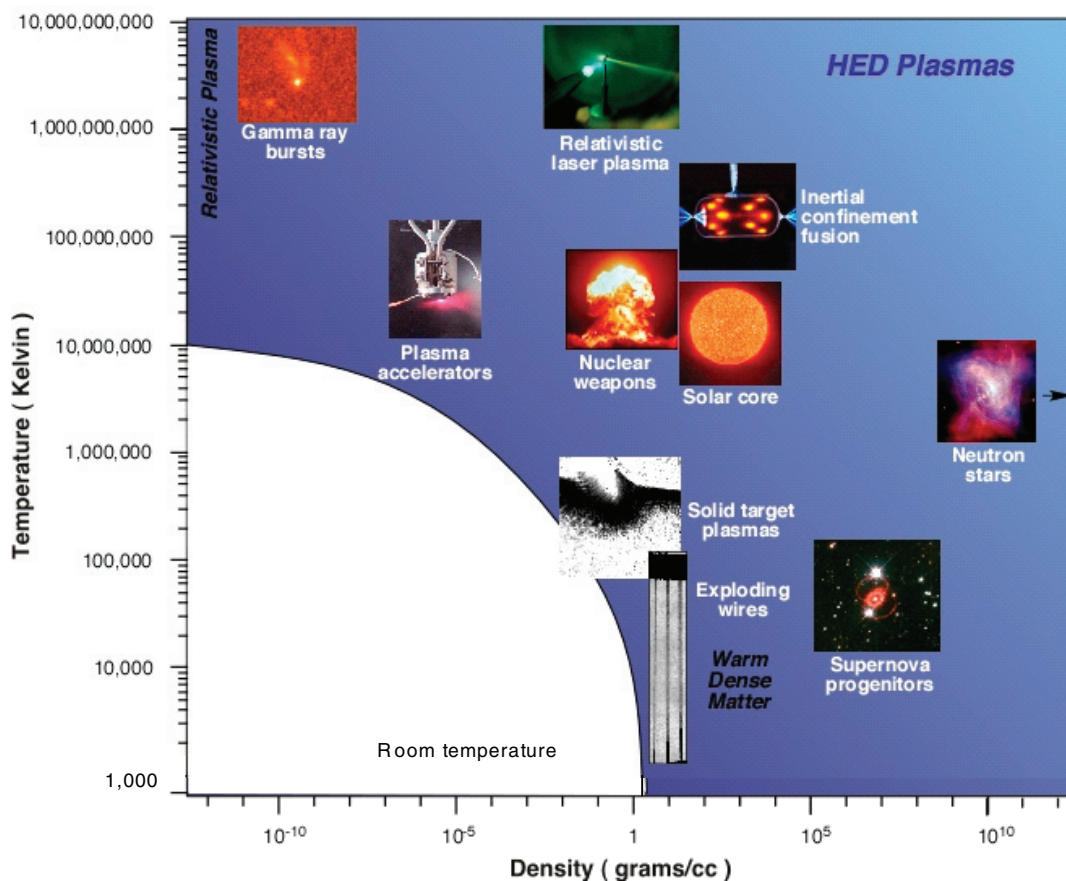 10,000,000,000
1,000,000,000
100,000,000
10,000,000
1,000,000
100,000
10,000
1,000
Temperature ( Kelvin)
Relativistic Plasma
Gamma ray
bursts
Relativistic
laser plasma
HED Plasmas
Inertial
confinement
fusion
Plasma
accelerators
Nuclear
weapons
Solar core
Neutron
stars
Solid target
plasmas
Exploding
wires
Warm
Dense
Matter
Supernova
progenitors
Room temperature
10⁻¹⁰
10⁻⁵
1
10⁵
10¹⁰
Density ( grams/cc )